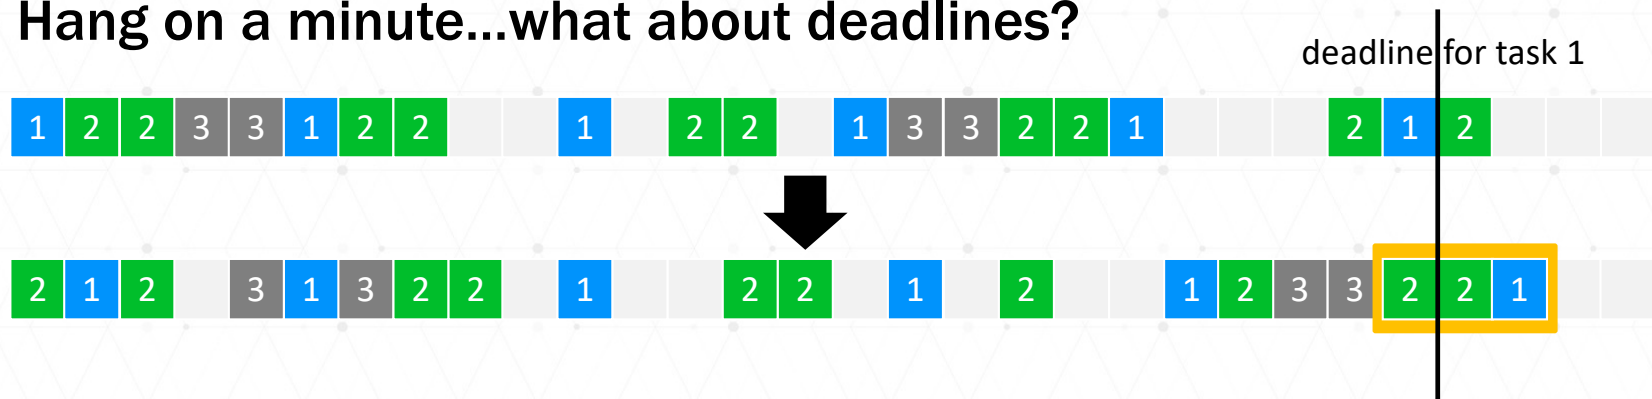 Hang on a minute...what about deadlines?
deadline for task 1
1 2 2 3 3 1 2 2 1 2 2 1 3 3 2 2 1 2 1 2
2 1 2 3 1 3 2 2 1 2 2 1 2 1 2 3 3 2 2 1